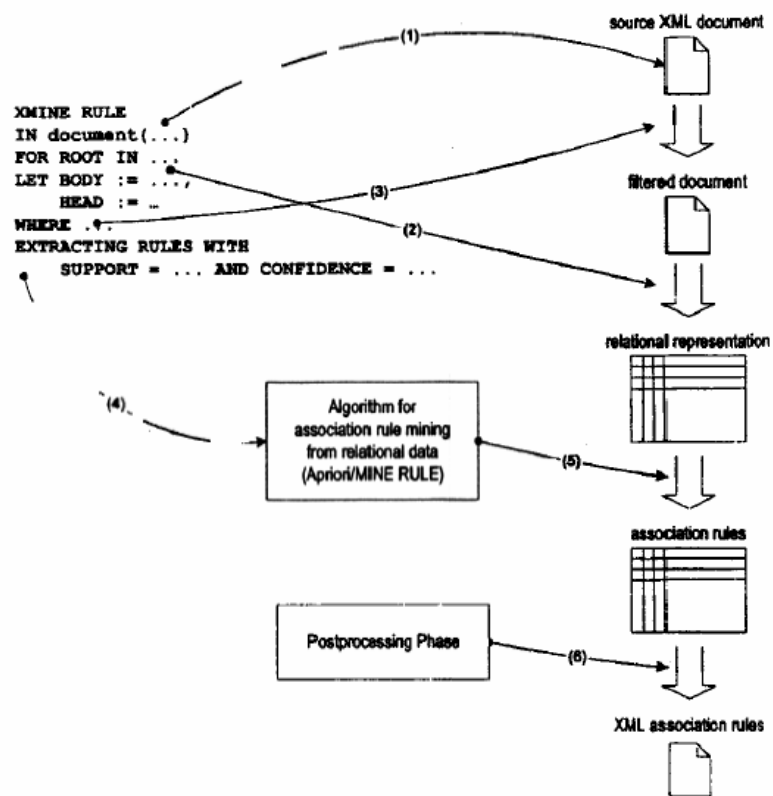 (1)
source XML document
XMINE RULE
IN document(...)
FOR ROOT IN ...
LET BODY := ...,
HEAD := …
WHERE ...
EXTRACTING RULES WITH
SUPPORT = ... AND CONFIDENCE = ...
(3)
(2)
filtered document
relational representation
(4)
Algorithm for
association rule mining
from relational data
(Apriori/MINE RULE)
(5)
association rules
Postprocessing Phase
(6)
XML association rules